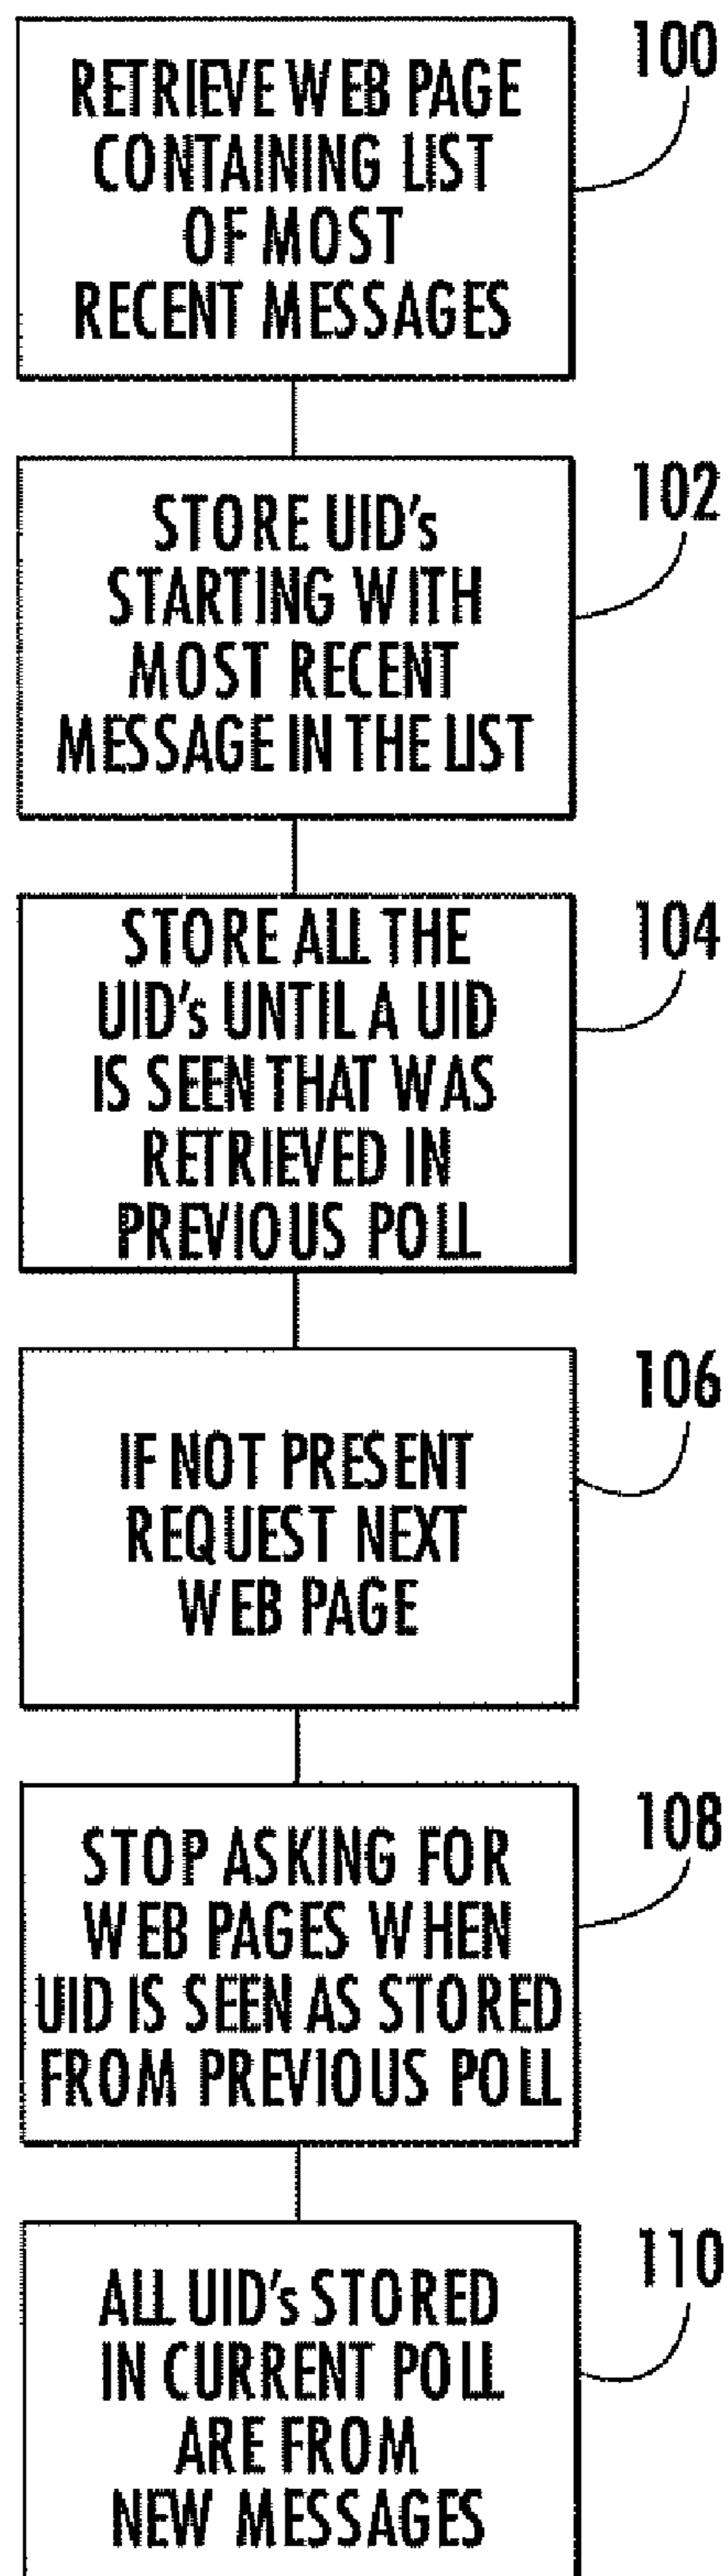 RETRIEVE WEB PAGE
CONTAINING LIST
OF MOST
RECENT MESSAGES
100
STORE UID's
STARTING WITH
MOST RECENT
MESSAGE IN THE LIST
102
STORE ALL THE
UID's UNTIL A UID
IS SEEN THAT WAS
RETRIEVED IN
PREVIOUS POLL
104
IF NOT PRESENT
REQUEST NEXT
WEB PAGE
106
STOP ASKING FOR
WEB PAGES WHEN
UID IS SEEN AS STORED
FROM PREVIOUS POLL
108
ALL UID's STORED
IN CURRENT POLL
ARE FROM
NEW MESSAGES
110